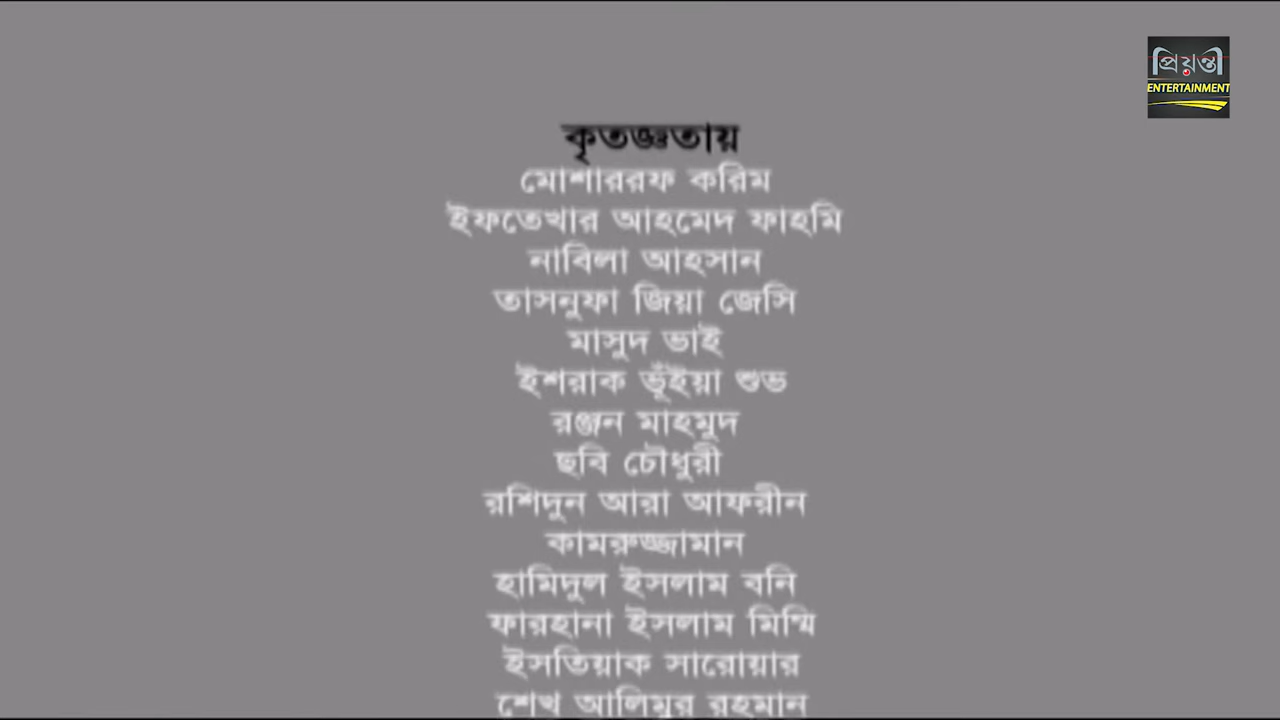 প্রিয়ন্তী
ENTERTAINMENT
কৃতজ্ঞতায়
মোশাররফ করিম
ইফতেখার আহমেদ ফাহমি
নাবিলা আহসান
তাসনুফা জিয়া জেসি
মাসুদ ভাই
ইশরাক ভূঁইয়া শুভ
রঞ্জন মাহমুদ
ছবি চৌধুরী
রশিদুন আরা আফরীন
কামরুজ্জামান
হামিদুল ইসলাম বনি
ফারহানা ইসলাম মিম্মি
ইসতিয়াক সারোয়ার
শেখ আলিমুর রহমান